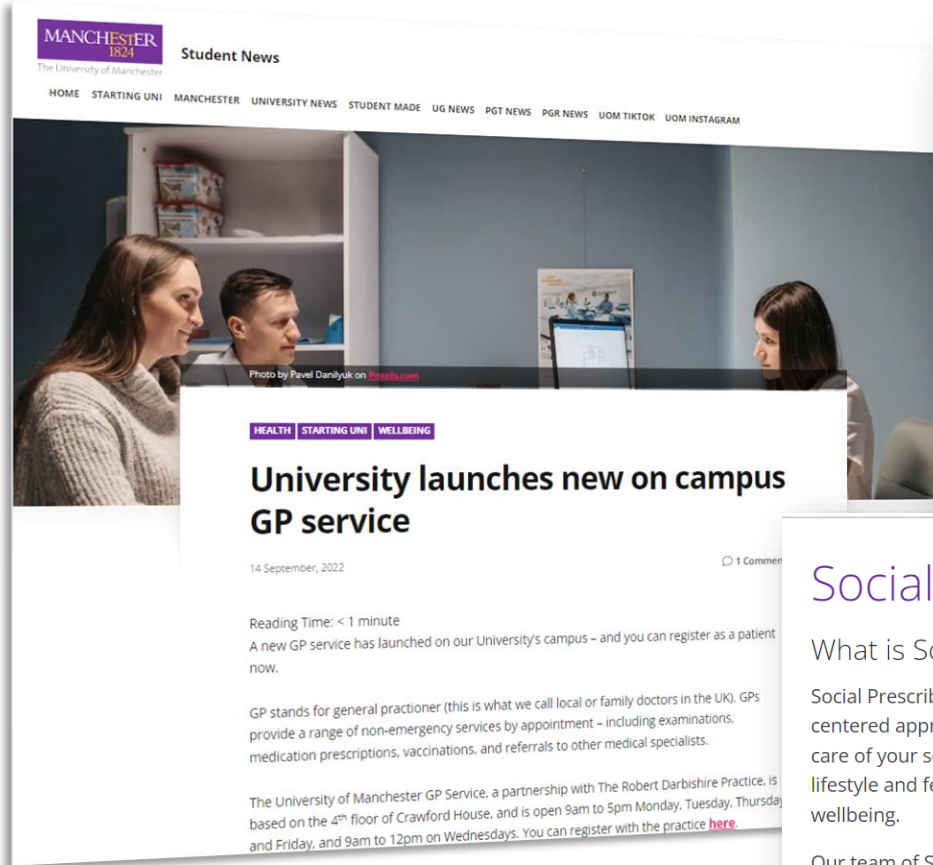 MANCHESTER
1824
The University of Manchester
Student News
HOME STARTING UNI MANCHESTER UNIVERSITY NEWS STUDENT MADE UG NEWS PGT NEWS PGR NEWS UOM TIKTOK UOM INSTAGRAM
Photo by Pavel Danilyuk on Pexels.com
HEALTH STARTING UNI WELLBEING
University launches new on campus
GP service
14 September, 2022
1 Commen
Reading Time: < 1 minute
A new GP service has launched on our University's campus – and you can register as a patient
now.
GP stands for general practioner (this is what we call local or family doctors in the UK). GPs
provide a range of non-emergency services by appointment – including examinations,
medication prescriptions, vaccinations, and referrals to other medical specialists.
The University of Manchester GP Service, a partnership with The Robert Darbishire Practice, is
based on the 4th floor of Crawford House, and is open 9am to 5pm Monday, Tuesday, Thursday
and Friday, and 9am to 12pm on Wednesdays. You can register with the practice here.
Social
What is So
Social Prescrib
centered appr
care of your se
lifestyle and fe
wellbeing.
Our team of S